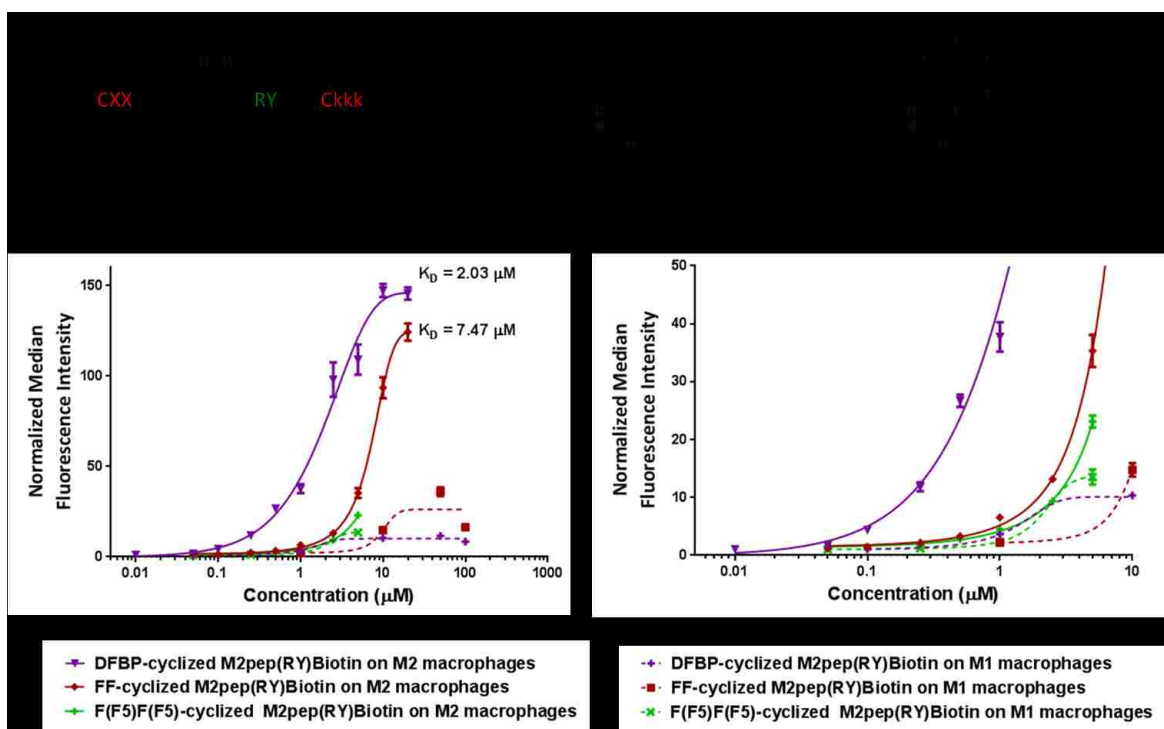 CXX RY Ckkk
150
K_D = 2.03 μM
K_D = 7.47 μM
100
50
0
Normalized Median
Fluorescence Intensity
0.01 0.1 1 10 100 1000
Concentration (μM)
50
40
30
20
10
0
Normalized Median
Fluorescence Intensity
0.01 0.1 1 10
Concentration (μM)
DFBP-cyclized M2pep(RY)Biotin on M2 macrophages
FF-cyclized M2pep(RY)Biotin on M2 macrophages
F(F5)F(F5)-cyclized M2pep(RY)Biotin on M2 macrophages
DFBP-cyclized M2pep(RY)Biotin on M1 macrophages
FF-cyclized M2pep(RY)Biotin on M1 macrophages
F(F5)F(F5)-cyclized M2pep(RY)Biotin on M1 macrophages